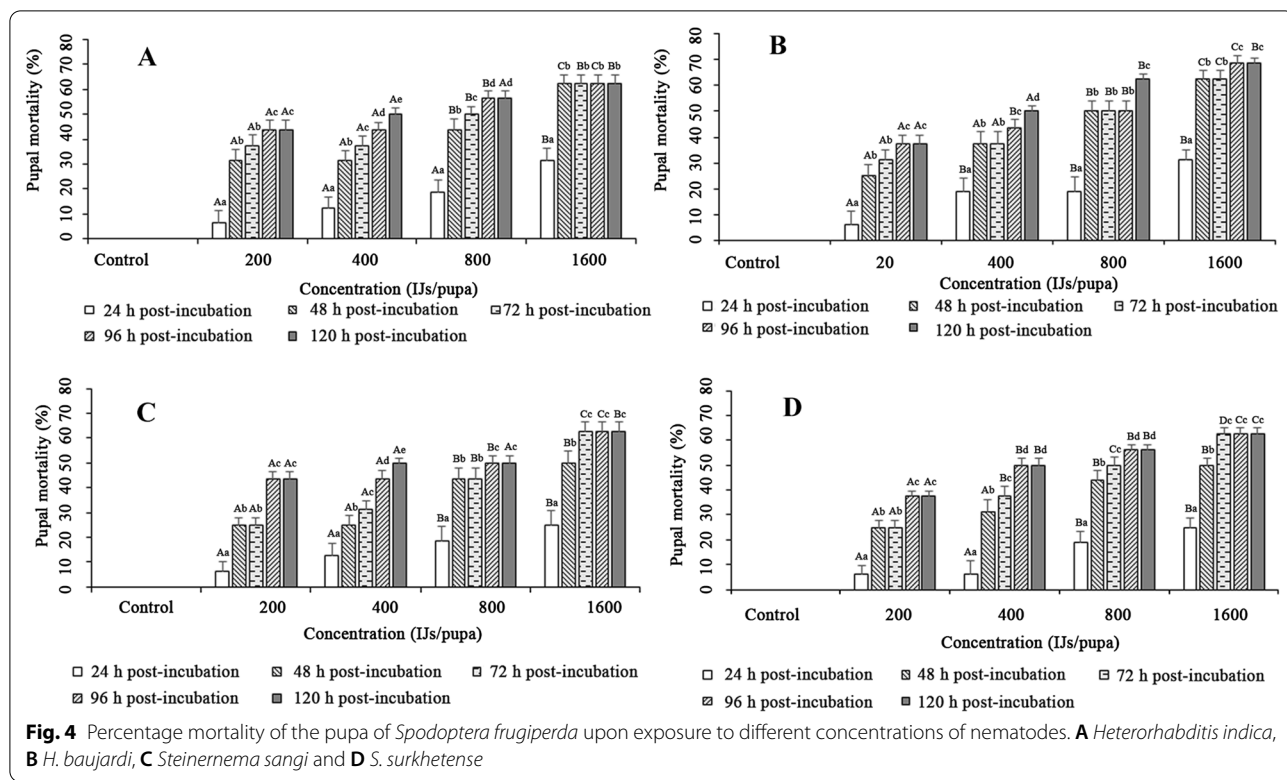 A
Pupal mortality (%)
80
70
60
50
40
30
20
10
0
Aa Ab Ab Ac Ac
Aa Ab Ac Ad Ae
Aa Bb Bc Bd Ad
Ba Cb Bb Cb Bb
Control 200 400 800 1600
Concentration (IJs/pupa)
24 h post-incubation 48 h post-incubation 72 h post-incubation
96 h post-incubation 120 h post-incubation
B
Pupal mortality (%)
80
70
60
50
40
30
20
10
0
Aa Ab Ab Ac Ac
Aa Ab Ab Bc Ad
Aa Bb Bb Bb Bc
Ba Cb Cb Cc Bc
Control 20 400 800 1600
Concentration (IJs/pupa)
24 h post-incubation 48 h post-incubation 72 h post-incubation
96 h post-incubation 120 h post-incubation
C
Pupal mortality (%)
80
70
60
50
40
30
20
10
0
Aa Ab Ab Ac Ac
Aa Ab Ac Ad Ae
Ba Bb Bb Bc Ac
Ba Bb Cc Cc Bc
Control 200 400 800 1600
Concentration (IJs/pupa)
24 h post-incubation 48 h post-incubation 72 h post-incubation
96 h post-incubation 120 h post-incubation
D
Pupal mortality (%)
80
70
60
50
40
30
20
10
0
Aa Ab Ab Ac Ac
Aa Ab Bc Bd Bd
Ba Bb Cc Bd Bd
Ba Bb Dc Cc Cc
Control 200 400 800 1600
Concentration (IJs/pupa)
24 h post-incubation 48 h post-incubation 72 h post-incubation
96 h post-incubation 120 h post-incubation
Fig. 4 Percentage mortality of the pupa of Spodoptera frugiperda upon exposure to different concentrations of nematodes. A Heterorhabditis indica,
B H. baujardi, C Steinernema sangi and D S. surkhetense